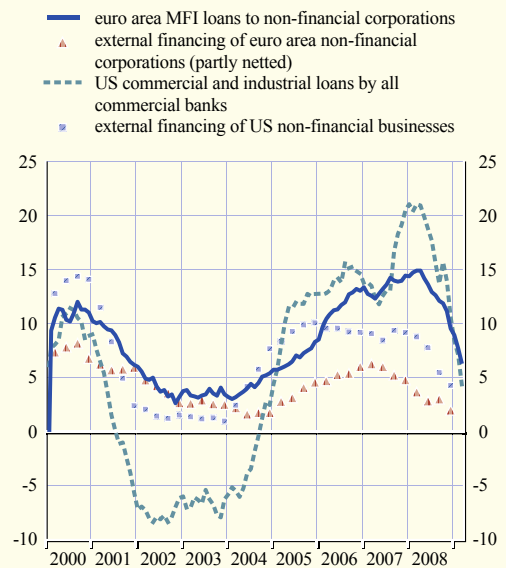 euro area MFI loans to non-financial corporations
external financing of euro area non-financial
corporations (partly netted)
US commercial and industrial loans by all
commercial banks
external financing of US non-financial businesses
25 25
20 20
15 15
10 10
5 5
0 0
-5 -5
-10 -10
2000 2001 2002 2003 2004 2005 2006 2007 2008